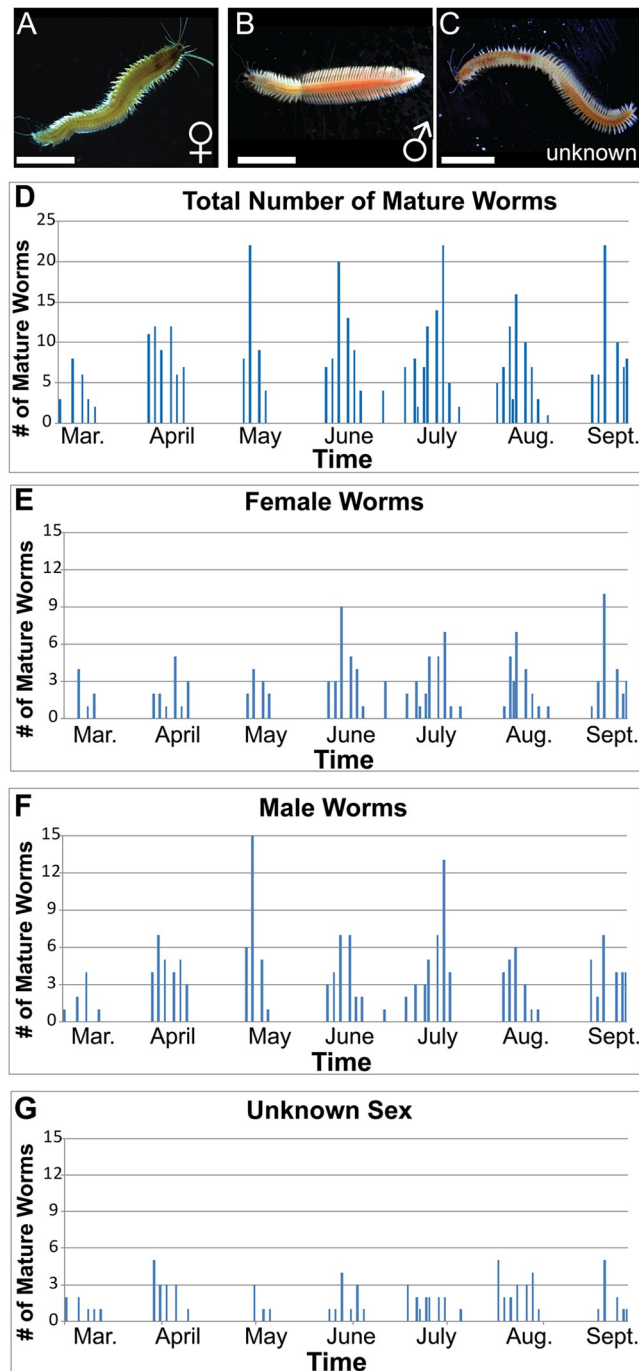 A B C
♀ ♂ unknown
D Total Number of Mature Worms
# of Mature Worms
25
20
15
10
5
0
Mar. April May June July Aug. Sept.
Time
E Female Worms
# of Mature Worms
15
12
9
6
3
0
Mar. April May June July Aug. Sept.
Time
F Male Worms
# of Mature Worms
15
12
9
6
3
0
Mar. April May June July Aug. Sept.
Time
G Unknown Sex
# of Mature Worms
15
12
9
6
3
0
Mar. April May June July Aug. Sept.
Time